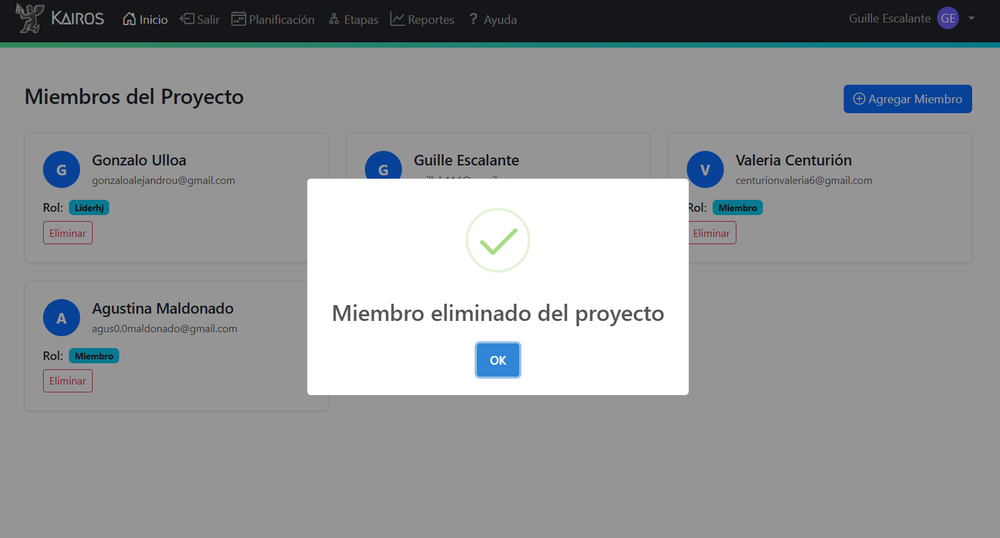 KAIROS Inicio Salir Planificación Etapas Reportes ? Ayuda Guille Escalante GE
Miembros del Proyecto
Agregar Miembro
G Gonzalo Ulloa
gonzaloalejandrou@gmail.com
Rol: Líderhj
Eliminar
G Guille Escalante
V Valeria Centurión
centurionvaleria6@gmail.com
Rol: Miembro
Eliminar
A Agustina Maldonado
agus0.0maldonado@gmail.com
Rol: Miembro
Eliminar
Miembro eliminado del proyecto
OK